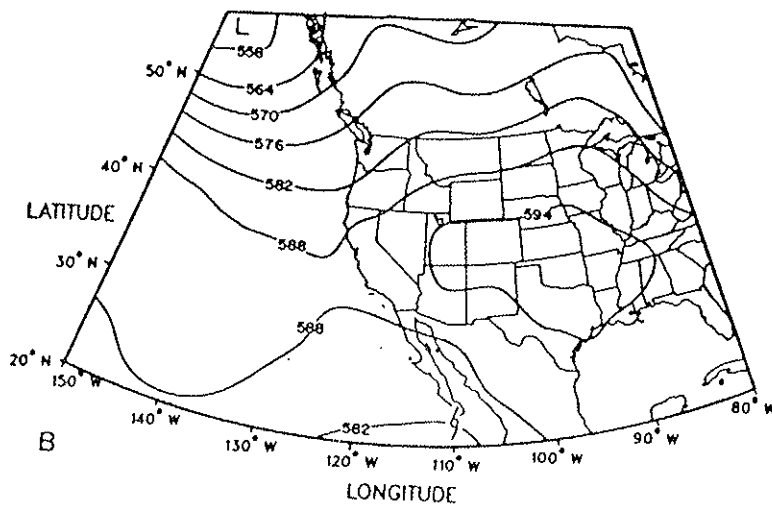 L
558
50° N
564
570
576
40° N
582
LATITUDE
594
588
30° N
588
20° N
150° W
140° W
582
80° W
B
130° W
90° W
120° W
110° W
100° W
LONGITUDE